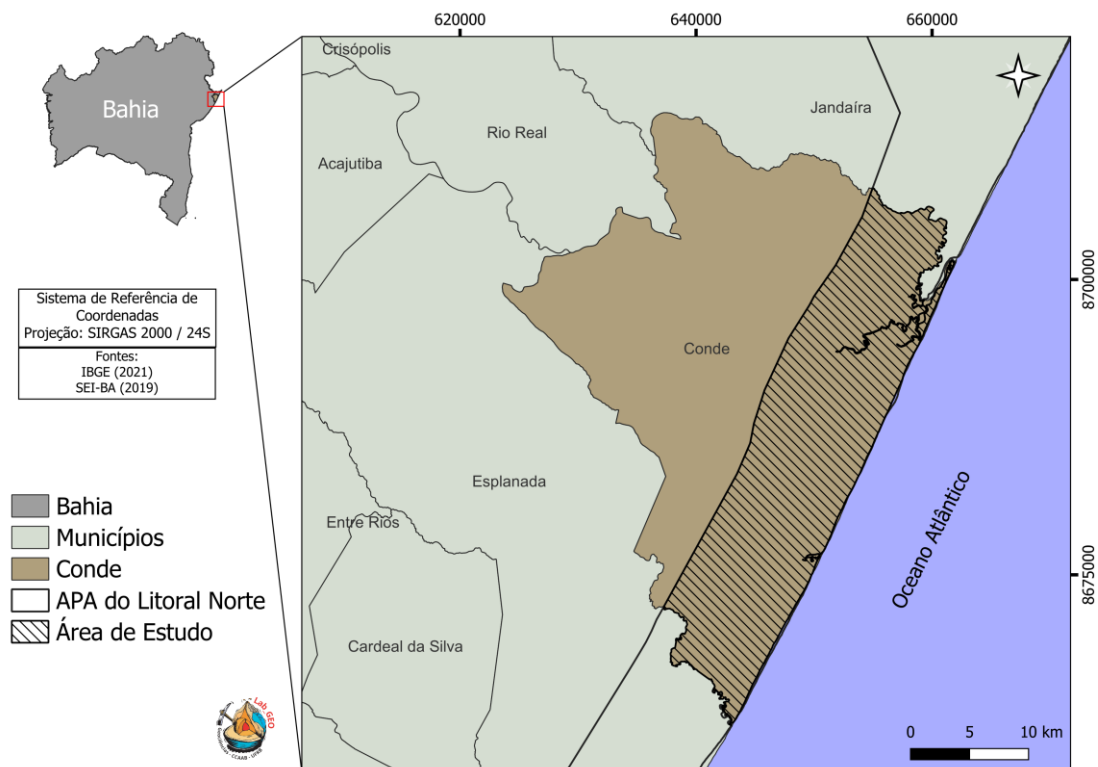 620000
640000
660000
Crisópolis
Bahia
Jandaíra
Rio Real
Acajutiba
8700000
Sistema de Referência de
Coordenadas
Projeção: SIRGAS 2000 / 24S
Fontes:
IBGE (2021)
SEI-BA (2019)
Conde
Esplanada
Oceano Atlântico
Bahia
Municípios
Conde
APA do Litoral Norte
Área de Estudo
Entre Rios
8675000
Cardeal da Silva
Lab GEO
0 5 10 km